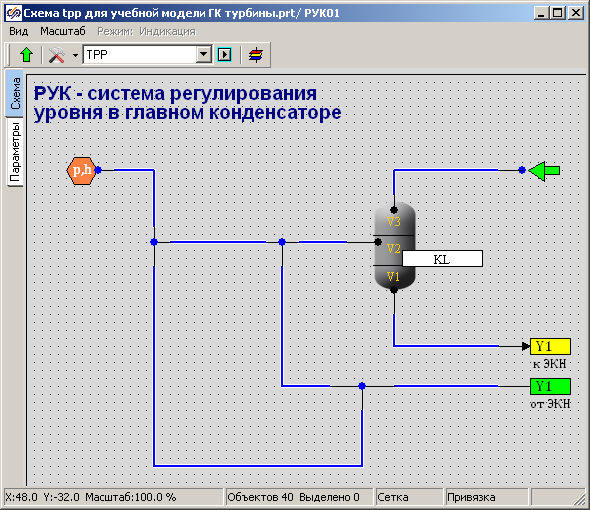 Схема tpp для учебной модели ГК турбины.prt/ РУК01
Вид Масштаб Режим: Индикация
TPP
Схема
Параметры
РУК - система регулирования
уровня в главном конденсаторе
p,h
V3
V2
KL
V1
Y1
к ЭКН
Y1
от ЭКН
X:48.0 Y:-32.0 Масштаб:100.0 % Объектов 40 Выделено 0 Сетка Привязка